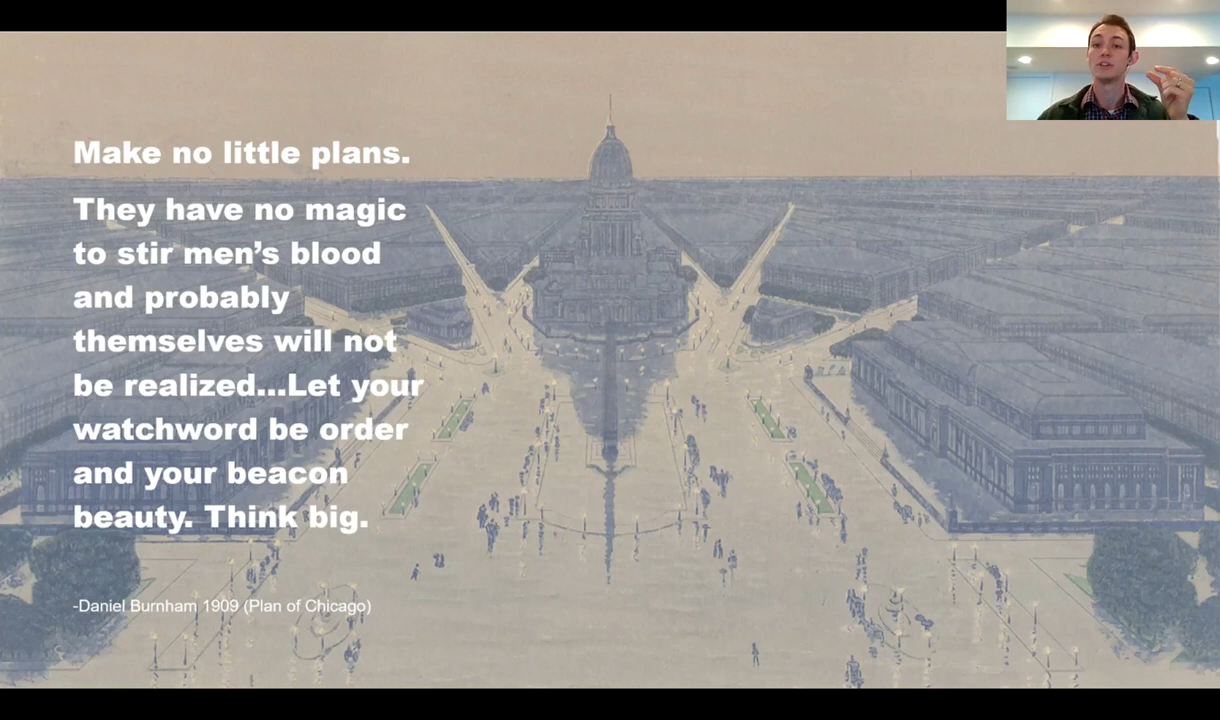 Make no little plans.
They have no magic
to stir men’s blood
and probably
themselves will not
be realized...Let your
watchword be order
and your beacon
beauty. Think big.
-Daniel Burnham 1909 (Plan of Chicago)